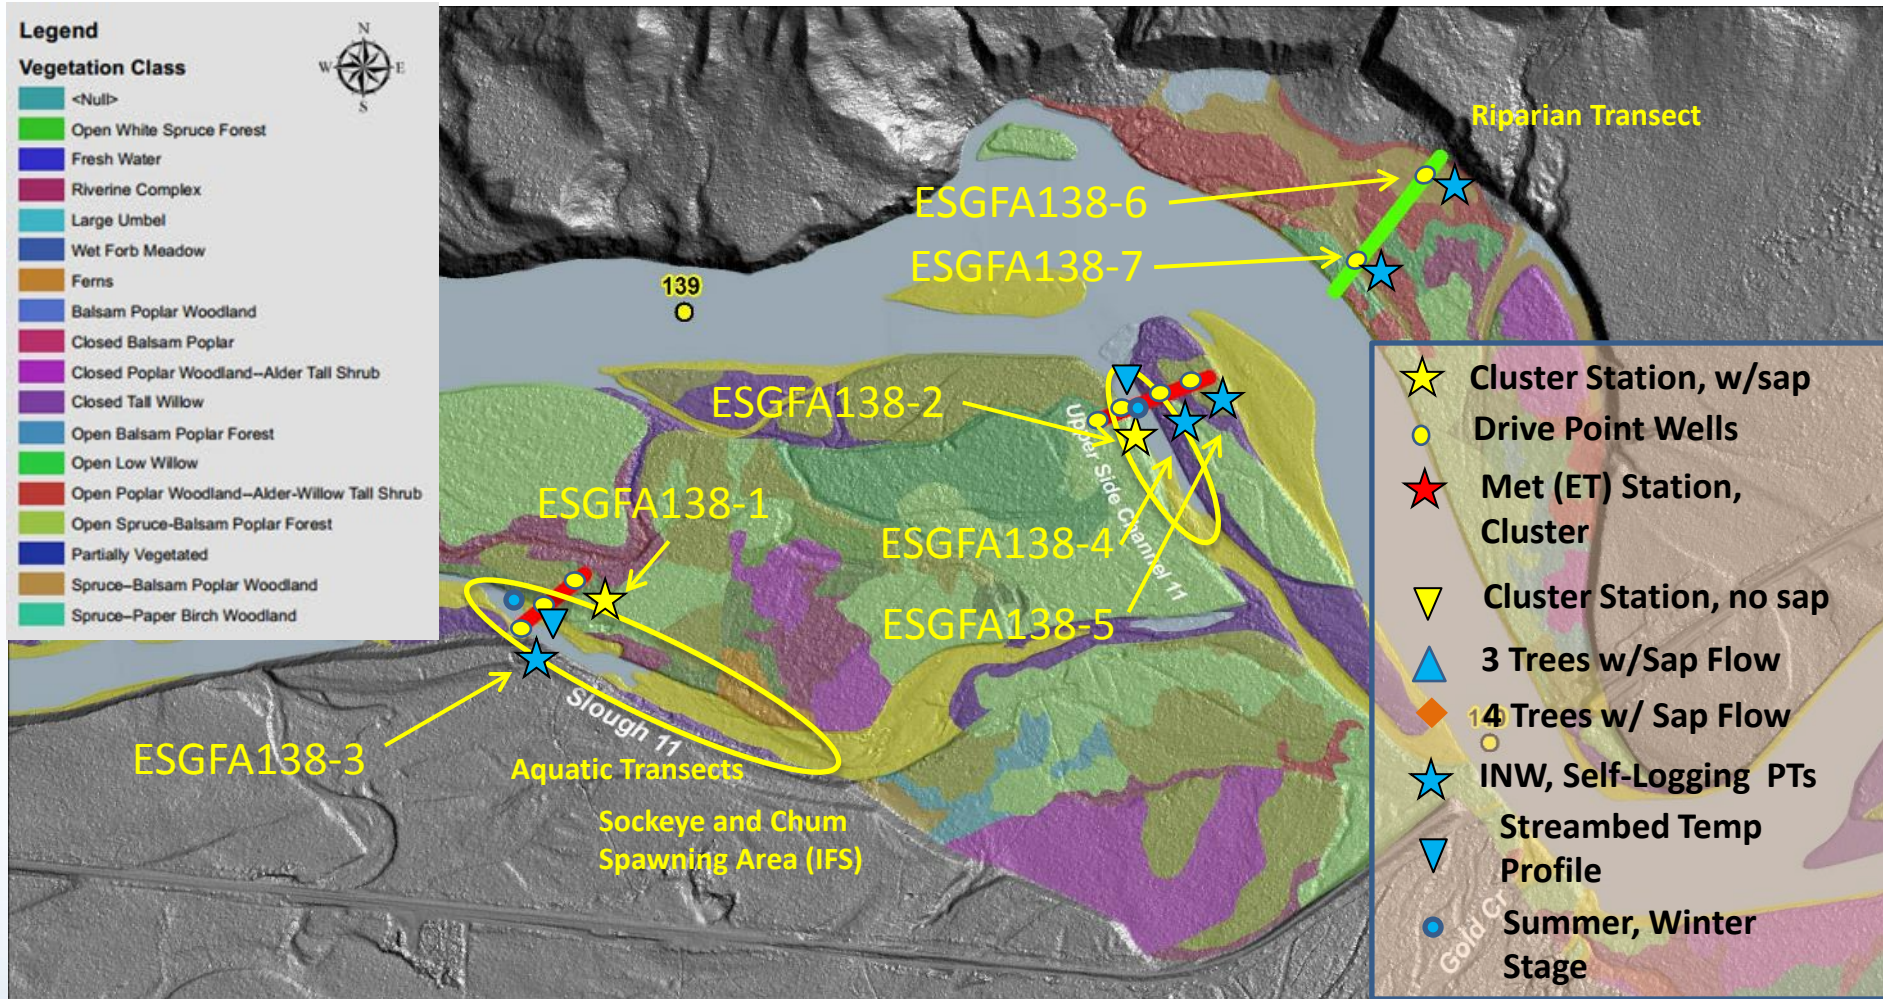 Legend
Vegetation Class
N
W
E
S
<Null>
Open White Spruce Forest
Fresh Water
Riverine Complex
Large Umbel
Wet Forb Meadow
Ferns
Balsam Poplar Woodland
Closed Balsam Poplar
Closed Poplar Woodland--Alder Tall Shrub
Closed Tall Willow
Open Balsam Poplar Forest
Open Low Willow
Open Poplar Woodland--Alder-Willow Tall Shrub
Open Spruce-Balsam Poplar Forest
Partially Vegetated
Spruce--Balsam Poplar Woodland
Spruce--Paper Birch Woodland
Riparian Transect
ESGFA138-6
ESGFA138-7
139
ESGFA138-2
Upper Side Channel 11
ESGFA138-1
ESGFA138-4
ESGFA138-5
ESGFA138-3
Slough 11
Aquatic Transects
Sockeye and Chum
Spawning Area (IFS)
Cluster Station, w/sap
Drive Point Wells
Met (ET) Station,
Cluster
Cluster Station, no sap
3 Trees w/Sap Flow
4 Trees w/ Sap Flow
140
INW, Self-Logging PTs
Streambed Temp
Profile
Summer, Winter
Stage
Gold Cr